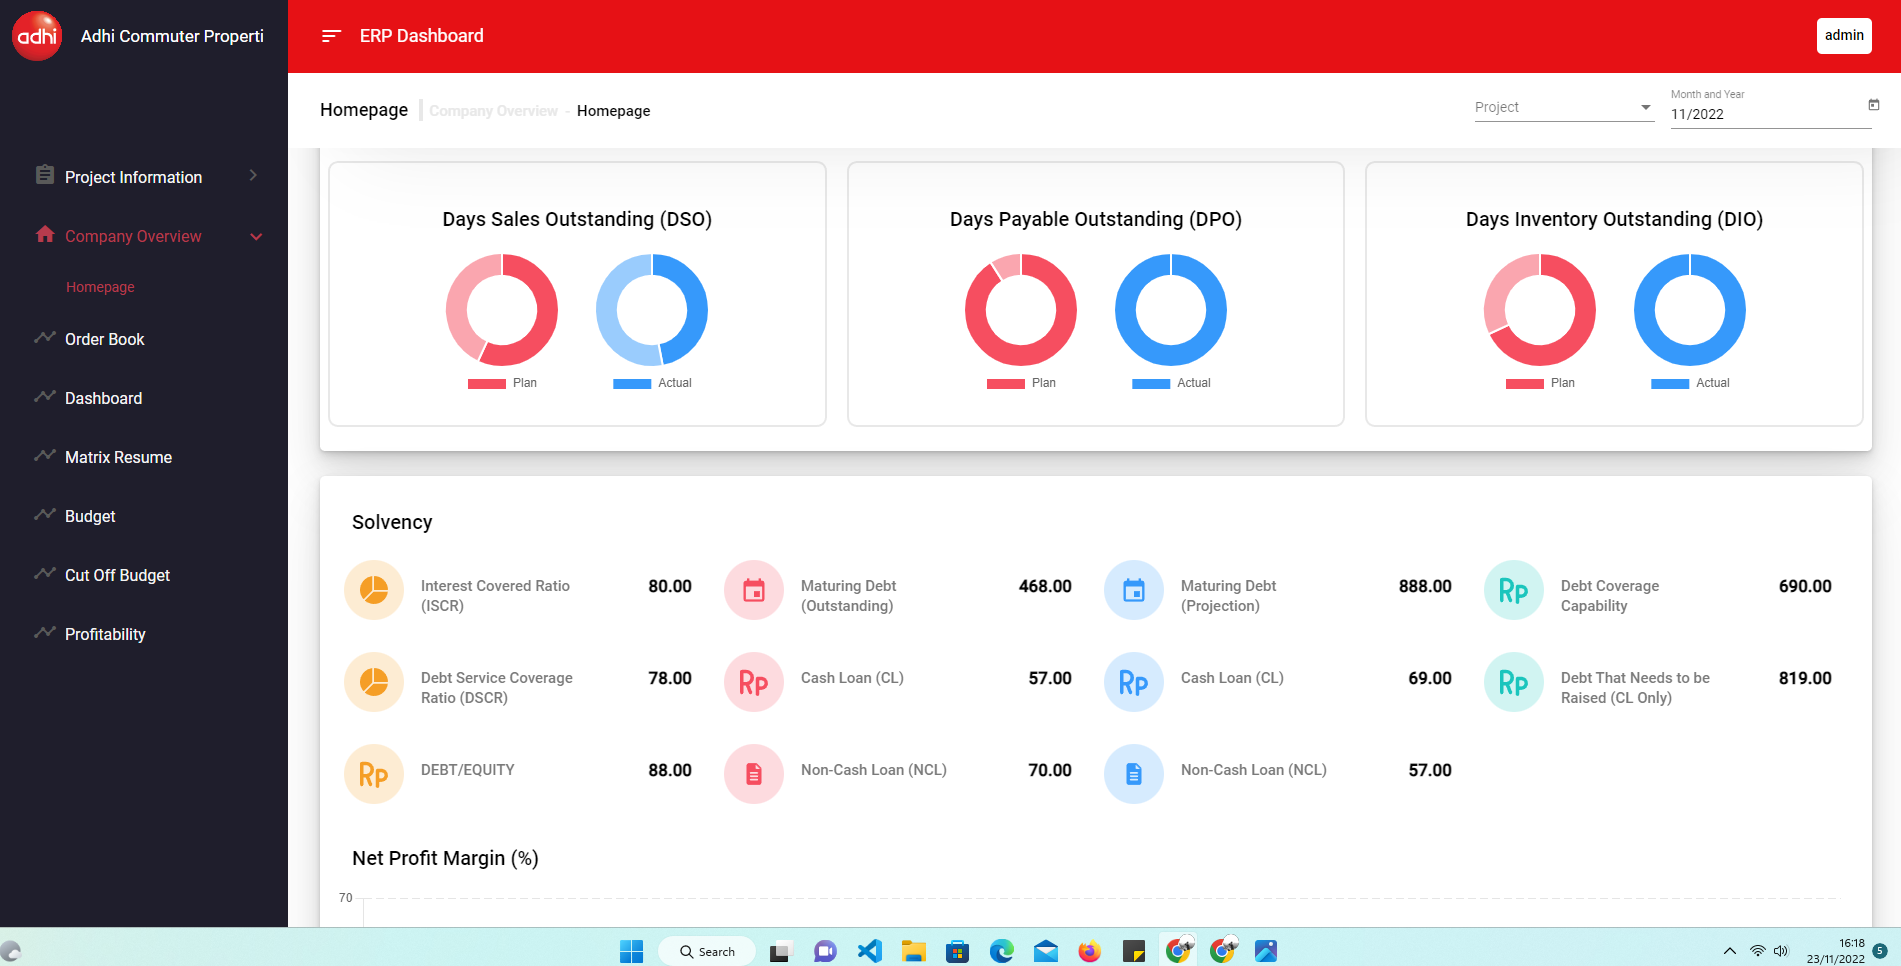 adhi
Adhi Commuter Properti
ERP Dashboard
admin
Homepage
Company Overview - Homepage
Project
Month and Year
11/2022
Project Information
Company Overview
Homepage
Order Book
Dashboard
Matrix Resume
Budget
Cut Off Budget
Profitability
Days Sales Outstanding (DSO)
Plan
Actual
Days Payable Outstanding (DPO)
Plan
Actual
Days Inventory Outstanding (DIO)
Plan
Actual
Solvency
Interest Covered Ratio
(ISCR)
80.00
Maturing Debt
(Outstanding)
468.00
Maturing Debt
(Projection)
888.00
Rp
Debt Coverage
Capability
690.00
Debt Service Coverage
Ratio (DSCR)
78.00
Rp
Cash Loan (CL)
57.00
Rp
Cash Loan (CL)
69.00
Rp
Debt That Needs to be
Raised (CL Only)
819.00
Rp
DEBT/EQUITY
88.00
Non-Cash Loan (NCL)
70.00
Non-Cash Loan (NCL)
57.00
Net Profit Margin (%)
70
Search
16:18
23/11/2022
5